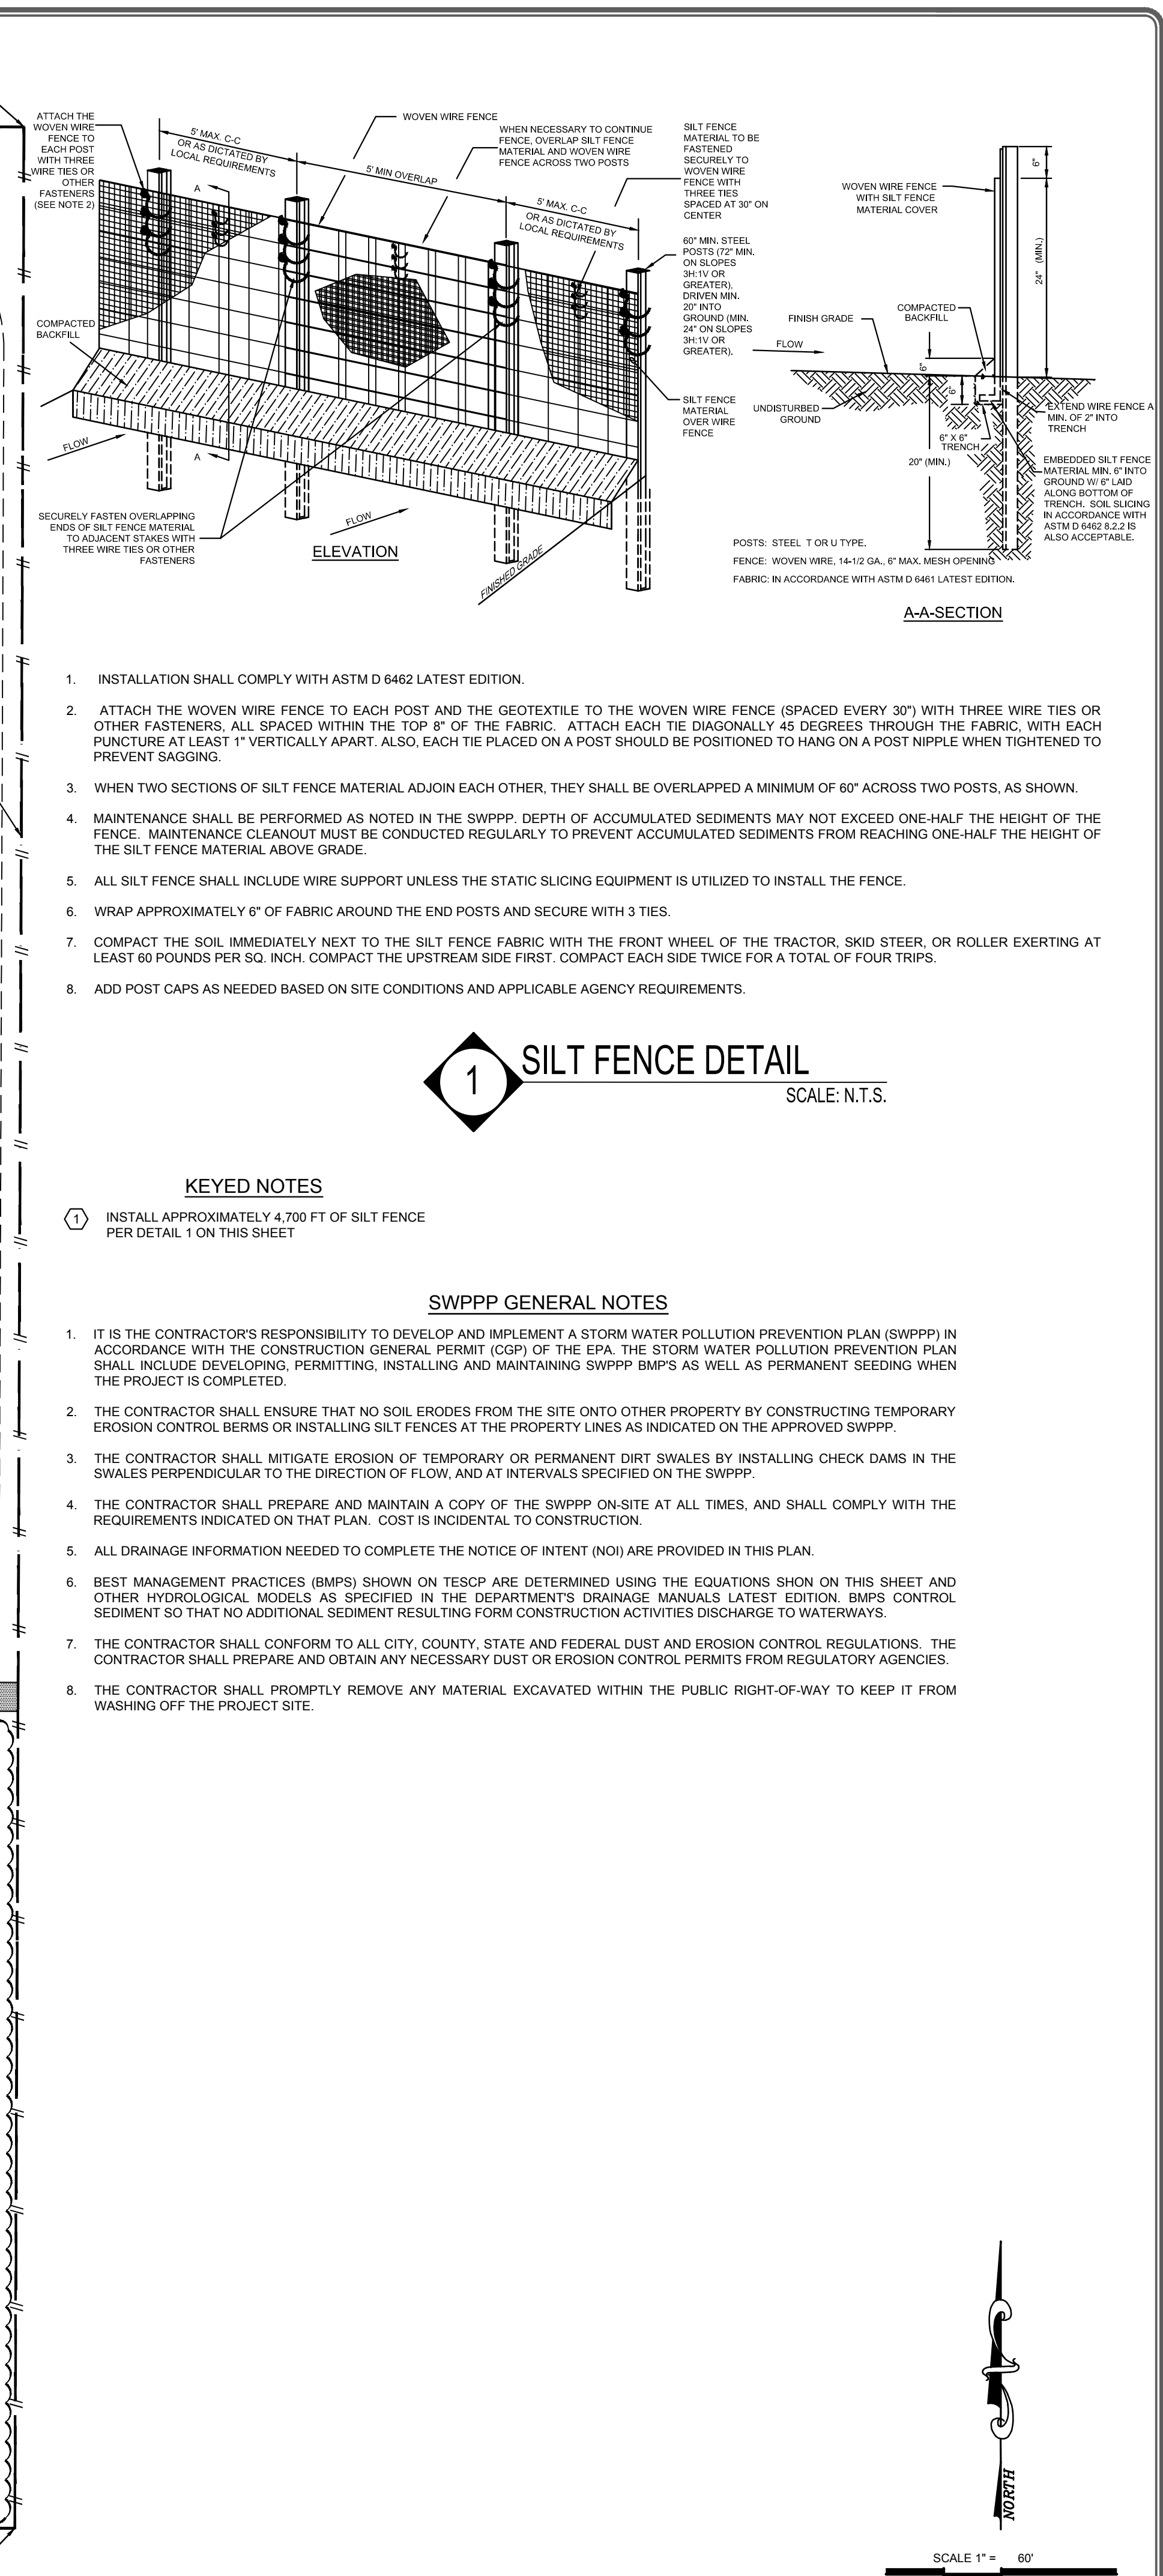 ATTACH THE
WOVEN WIRE
FENCE TO
EACH POST
WITH THREE
WIRE TIES OR
OTHER
FASTENERS
(SEE NOTE 2)
5' MAX. C-C
OR AS DICTATED BY
LOCAL REQUIREMENTS
WOVEN WIRE FENCE
WHEN NECESSARY TO CONTINUE
FENCE, OVERLAP SILT FENCE
MATERIAL AND WOVEN WIRE
FENCE ACROSS TWO POSTS
5' MIN OVERLAP
5' MAX. C-C
OR AS DICTATED BY
LOCAL REQUIREMENTS
SILT FENCE
MATERIAL TO BE
FASTENED
SECURELY TO
WOVEN WIRE
FENCE WITH
THREE TIES
SPACED AT 30" ON
CENTER
60" MIN. STEEL
POSTS (72" MIN.
ON SLOPES
3H:1V OR
GREATER),
DRIVEN MIN.
20" INTO
GROUND (MIN.
24" ON SLOPES
3H:1V OR
GREATER).
SILT FENCE
MATERIAL
OVER WIRE
FENCE
A
COMPACTED
BACKFILL
FLOW
A
SECURELY FASTEN OVERLAPPING
ENDS OF SILT FENCE MATERIAL
TO ADJACENT STAKES WITH
THREE WIRE TIES OR OTHER
FASTENERS
FLOW
FINISHED GRADE
ELEVATION
WOVEN WIRE FENCE
WITH SILT FENCE
MATERIAL COVER
6"
24" (MIN.)
COMPACTED
BACKFILL
FINISH GRADE
FLOW
6"
6"
UNDISTURBED
GROUND
6" X 6"
TRENCH
20" (MIN.)
EXTEND WIRE FENCE A
MIN. OF 2" INTO
TRENCH
EMBEDDED SILT FENCE
MATERIAL MIN. 6" INTO
GROUND W/ 6" LAID
ALONG BOTTOM OF
TRENCH. SOIL SLICING
IN ACCORDANCE WITH
ASTM D 6462 8.2.2 IS
ALSO ACCEPTABLE.
POSTS: STEEL T OR U TYPE.
FENCE: WOVEN WIRE, 14-1/2 GA., 6" MAX. MESH OPENING
FABRIC: IN ACCORDANCE WITH ASTM D 6461 LATEST EDITION.
A-A-SECTION
1. INSTALLATION SHALL COMPLY WITH ASTM D 6462 LATEST EDITION.
2. ATTACH THE WOVEN WIRE FENCE TO EACH POST AND THE GEOTEXTILE TO THE WOVEN WIRE FENCE (SPACED EVERY 30") WITH THREE WIRE TIES OR
OTHER FASTENERS, ALL SPACED WITHIN THE TOP 8" OF THE FABRIC. ATTACH EACH TIE DIAGONALLY 45 DEGREES THROUGH THE FABRIC, WITH EACH
PUNCTURE AT LEAST 1" VERTICALLY APART. ALSO, EACH TIE PLACED ON A POST SHOULD BE POSITIONED TO HANG ON A POST NIPPLE WHEN TIGHTENED TO
PREVENT SAGGING.
3. WHEN TWO SECTIONS OF SILT FENCE MATERIAL ADJOIN EACH OTHER, THEY SHALL BE OVERLAPPED A MINIMUM OF 60" ACROSS TWO POSTS, AS SHOWN.
4. MAINTENANCE SHALL BE PERFORMED AS NOTED IN THE SWPPP. DEPTH OF ACCUMULATED SEDIMENTS MAY NOT EXCEED ONE-HALF THE HEIGHT OF THE
FENCE. MAINTENANCE CLEANOUT MUST BE CONDUCTED REGULARLY TO PREVENT ACCUMULATED SEDIMENTS FROM REACHING ONE-HALF THE HEIGHT OF
THE SILT FENCE MATERIAL ABOVE GRADE.
5. ALL SILT FENCE SHALL INCLUDE WIRE SUPPORT UNLESS THE STATIC SLICING EQUIPMENT IS UTILIZED TO INSTALL THE FENCE.
6. WRAP APPROXIMATELY 6" OF FABRIC AROUND THE END POSTS AND SECURE WITH 3 TIES.
7. COMPACT THE SOIL IMMEDIATELY NEXT TO THE SILT FENCE FABRIC WITH THE FRONT WHEEL OF THE TRACTOR, SKID STEER, OR ROLLER EXERTING AT
LEAST 60 POUNDS PER SQ. INCH. COMPACT THE UPSTREAM SIDE FIRST. COMPACT EACH SIDE TWICE FOR A TOTAL OF FOUR TRIPS.
8. ADD POST CAPS AS NEEDED BASED ON SITE CONDITIONS AND APPLICABLE AGENCY REQUIREMENTS.
1 SILT FENCE DETAIL
SCALE: N.T.S.
KEYED NOTES
1 INSTALL APPROXIMATELY 4,700 FT OF SILT FENCE
PER DETAIL 1 ON THIS SHEET
SWPPP GENERAL NOTES
1. IT IS THE CONTRACTOR'S RESPONSIBILITY TO DEVELOP AND IMPLEMENT A STORM WATER POLLUTION PREVENTION PLAN (SWPPP) IN
ACCORDANCE WITH THE CONSTRUCTION GENERAL PERMIT (CGP) OF THE EPA. THE STORM WATER POLLUTION PREVENTION PLAN
SHALL INCLUDE DEVELOPING, PERMITTING, INSTALLING AND MAINTAINING SWPPP BMP'S AS WELL AS PERMANENT SEEDING WHEN
THE PROJECT IS COMPLETED.
2. THE CONTRACTOR SHALL ENSURE THAT NO SOIL ERODES FROM THE SITE ONTO OTHER PROPERTY BY CONSTRUCTING TEMPORARY
EROSION CONTROL BERMS OR INSTALLING SILT FENCES AT THE PROPERTY LINES AS INDICATED ON THE APPROVED SWPPP.
3. THE CONTRACTOR SHALL MITIGATE EROSION OF TEMPORARY OR PERMANENT DIRT SWALES BY INSTALLING CHECK DAMS IN THE
SWALES PERPENDICULAR TO THE DIRECTION OF FLOW, AND AT INTERVALS SPECIFIED ON THE SWPPP.
4. THE CONTRACTOR SHALL PREPARE AND MAINTAIN A COPY OF THE SWPPP ON-SITE AT ALL TIMES, AND SHALL COMPLY WITH THE
REQUIREMENTS INDICATED ON THAT PLAN. COST IS INCIDENTAL TO CONSTRUCTION.
5. ALL DRAINAGE INFORMATION NEEDED TO COMPLETE THE NOTICE OF INTENT (NOI) ARE PROVIDED IN THIS PLAN.
6. BEST MANAGEMENT PRACTICES (BMPS) SHOWN ON TESCP ARE DETERMINED USING THE EQUATIONS SHON ON THIS SHEET AND
OTHER HYDROLOGICAL MODELS AS SPECIFIED IN THE DEPARTMENT'S DRAINAGE MANUALS LATEST EDITION. BMPS CONTROL
SEDIMENT SO THAT NO ADDITIONAL SEDIMENT RESULTING FORM CONSTRUCTION ACTIVITIES DISCHARGE TO WATERWAYS.
7. THE CONTRACTOR SHALL CONFORM TO ALL CITY, COUNTY, STATE AND FEDERAL DUST AND EROSION CONTROL REGULATIONS. THE
CONTRACTOR SHALL PREPARE AND OBTAIN ANY NECESSARY DUST OR EROSION CONTROL PERMITS FROM REGULATORY AGENCIES.
8. THE CONTRACTOR SHALL PROMPTLY REMOVE ANY MATERIAL EXCAVATED WITHIN THE PUBLIC RIGHT-OF-WAY TO KEEP IT FROM
WASHING OFF THE PROJECT SITE.
NORTH
SCALE 1" = 60'